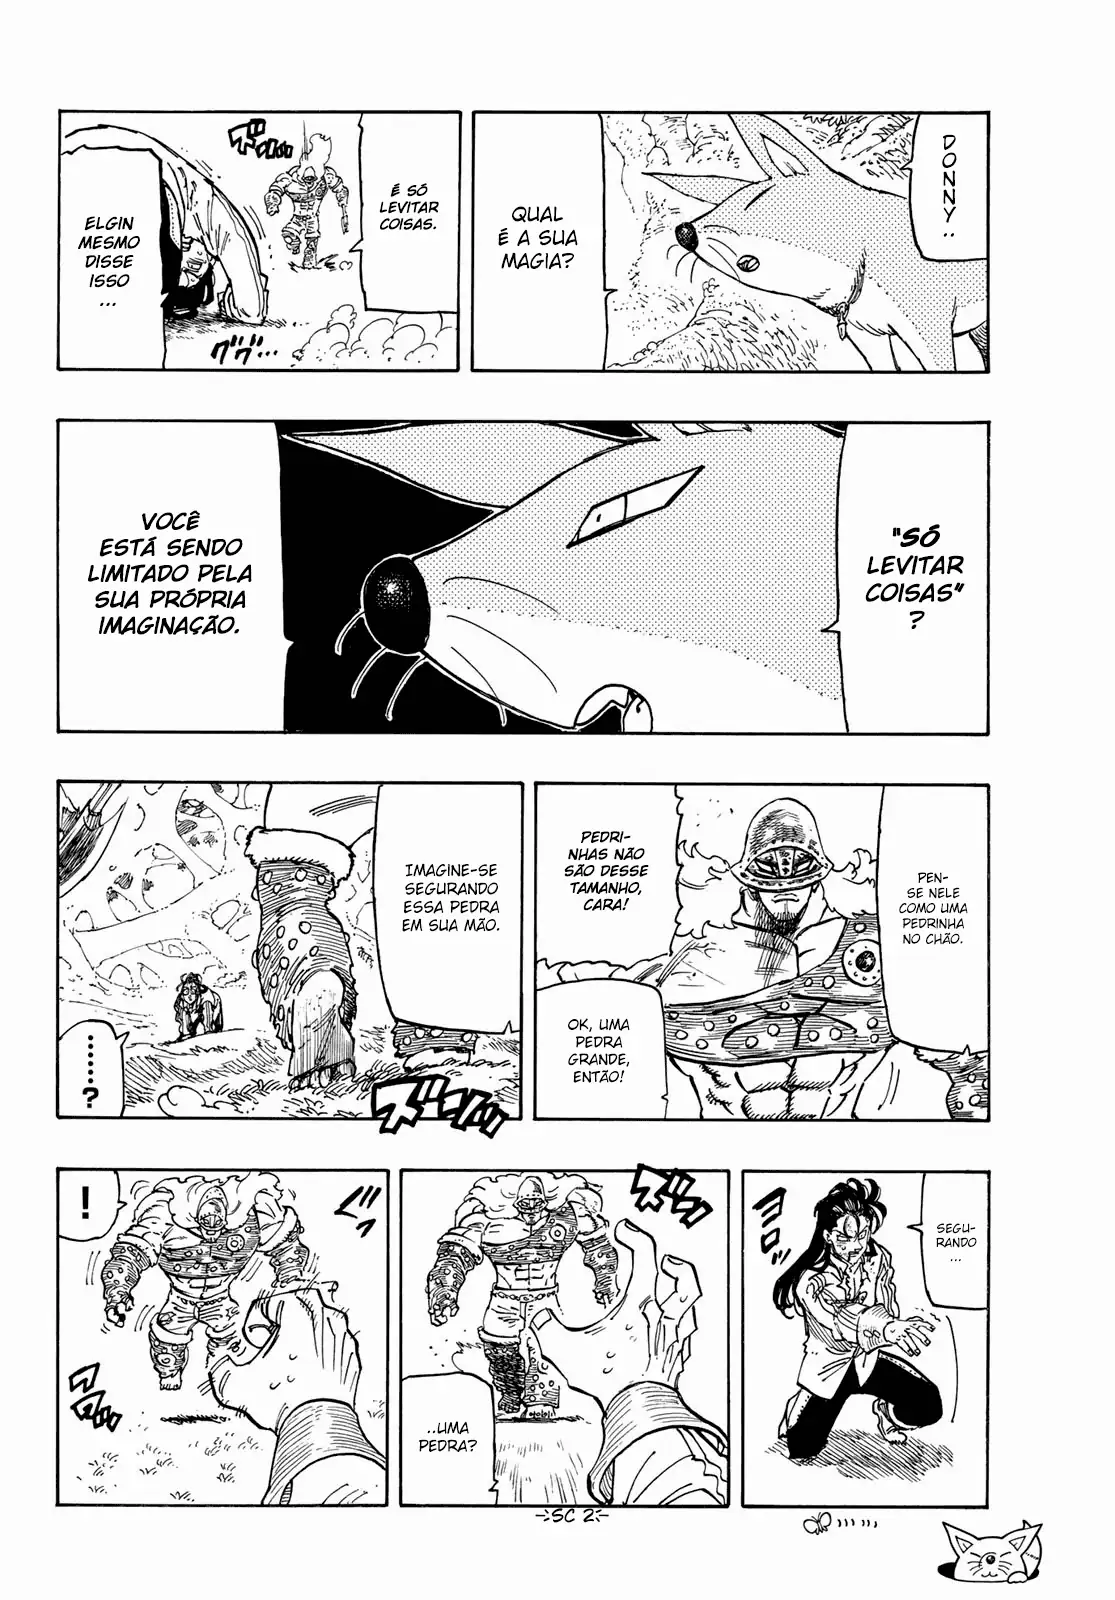 DONNY..
QUAL
É A SUA
MAGIA?
É SÓ
LEVITAR
COISAS.
ELGIN
MESMO
DISSE
ISSO
...
"SÓ
LEVITAR
COISAS"
?
VOCÊ
ESTÁ SENDO
LIMITADO PELA
SUA PRÓPRIA
IMAGINAÇÃO.
PEN-
SE NELE
COMO UMA
PEDRINHA
NO CHÃO.
PEDRI-
NHAS NÃO
SÃO DESSE
TAMANHO,
CARA!
OK, UMA
PEDRA
GRANDE,
ENTÃO!
IMAGINE-SE
SEGURANDO
ESSA PEDRA
EM SUA MÃO.
......
?
SEGU-
RANDO
...
..UMA
PEDRA?
!
SC 2